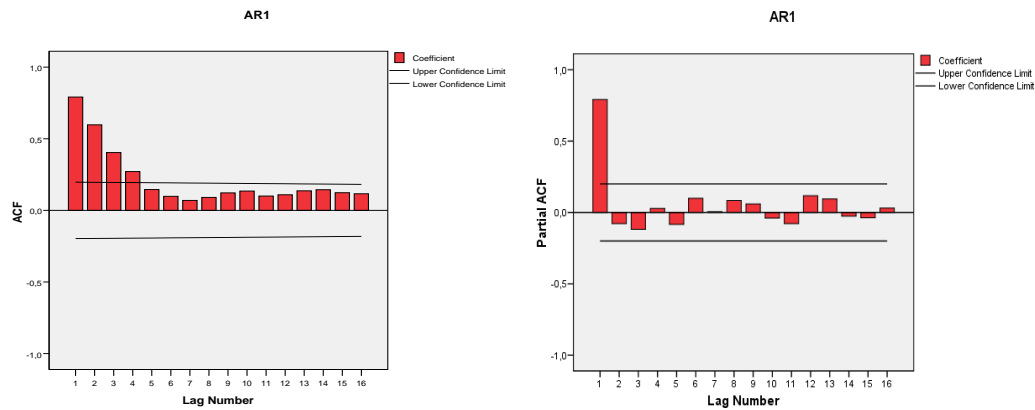 AR1
Coefficient
Upper Confidence Limit
Lower Confidence Limit
1,0
0,5
0,0
-0,5
-1,0
ACF
1 2 3 4 5 6 7 8 9 10 11 12 13 14 15 16
Lag Number
AR1
Coefficient
Upper Confidence Limit
Lower Confidence Limit
1,0
0,5
0,0
-0,5
-1,0
Partial ACF
1 2 3 4 5 6 7 8 9 10 11 12 13 14 15 16
Lag Number